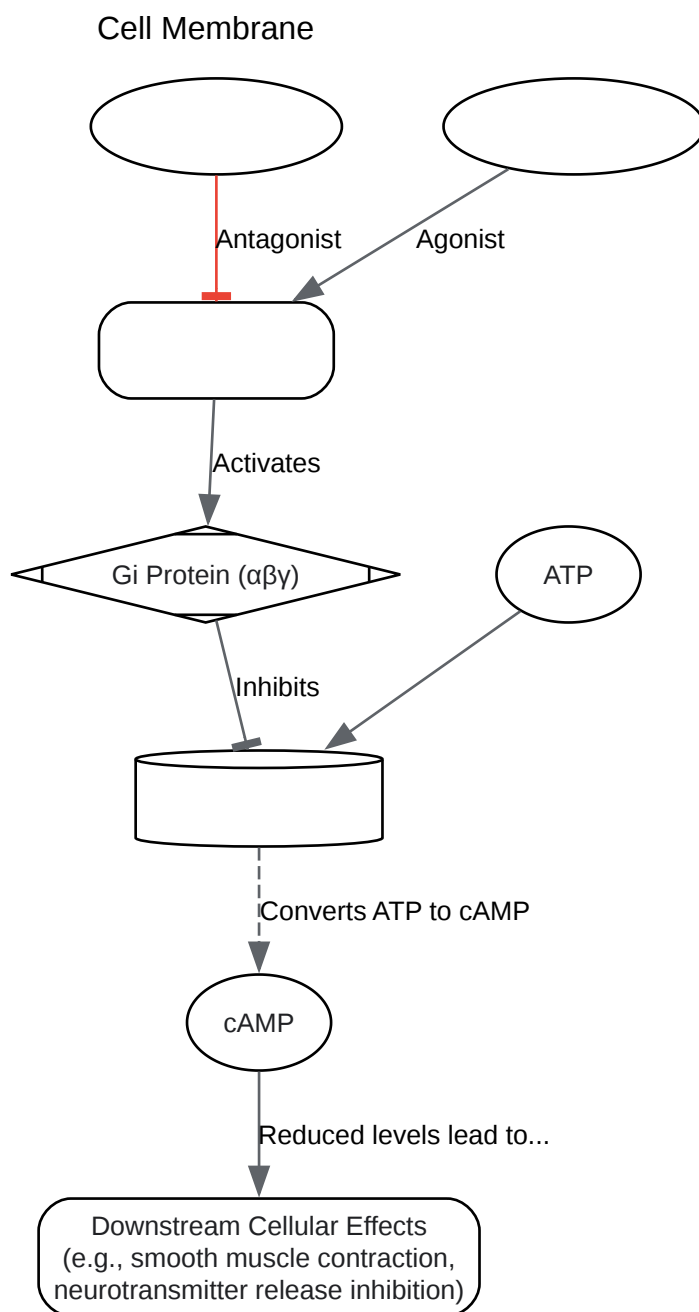 Cell Membrane
Antagonist
Agonist
Activates
Gi Protein (αβγ)
ATP
Inhibits
Converts ATP to cAMP
cAMP
Reduced levels lead to...
Downstream Cellular Effects
(e.g., smooth muscle contraction,
neurotransmitter release inhibition)